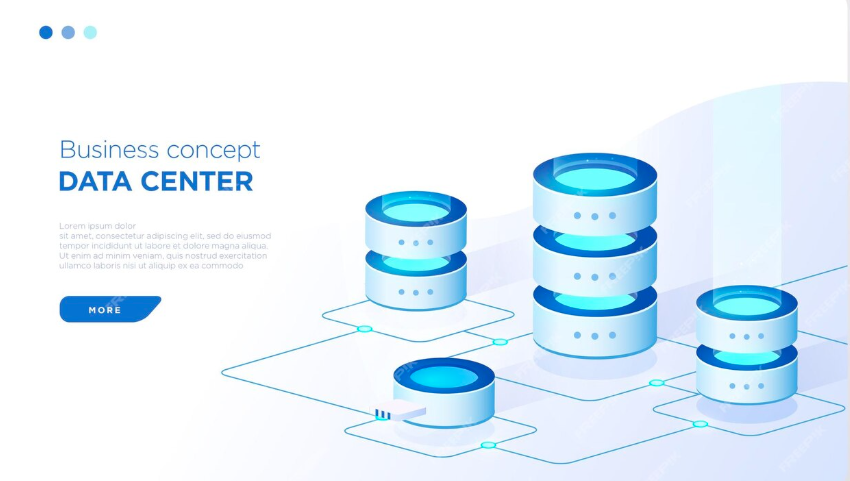 Business concept
DATA CENTER
Lorem ipsum dolor
sit amet, consectetur adipiscing elit, sed do eiusmod
tempor incididunt ut labore et dolore magna aliqua.
Ut enim ad minim veniam, quis nostrud exercitation
ullamco laboris nisi ut aliquip ex ea commodo
MORE